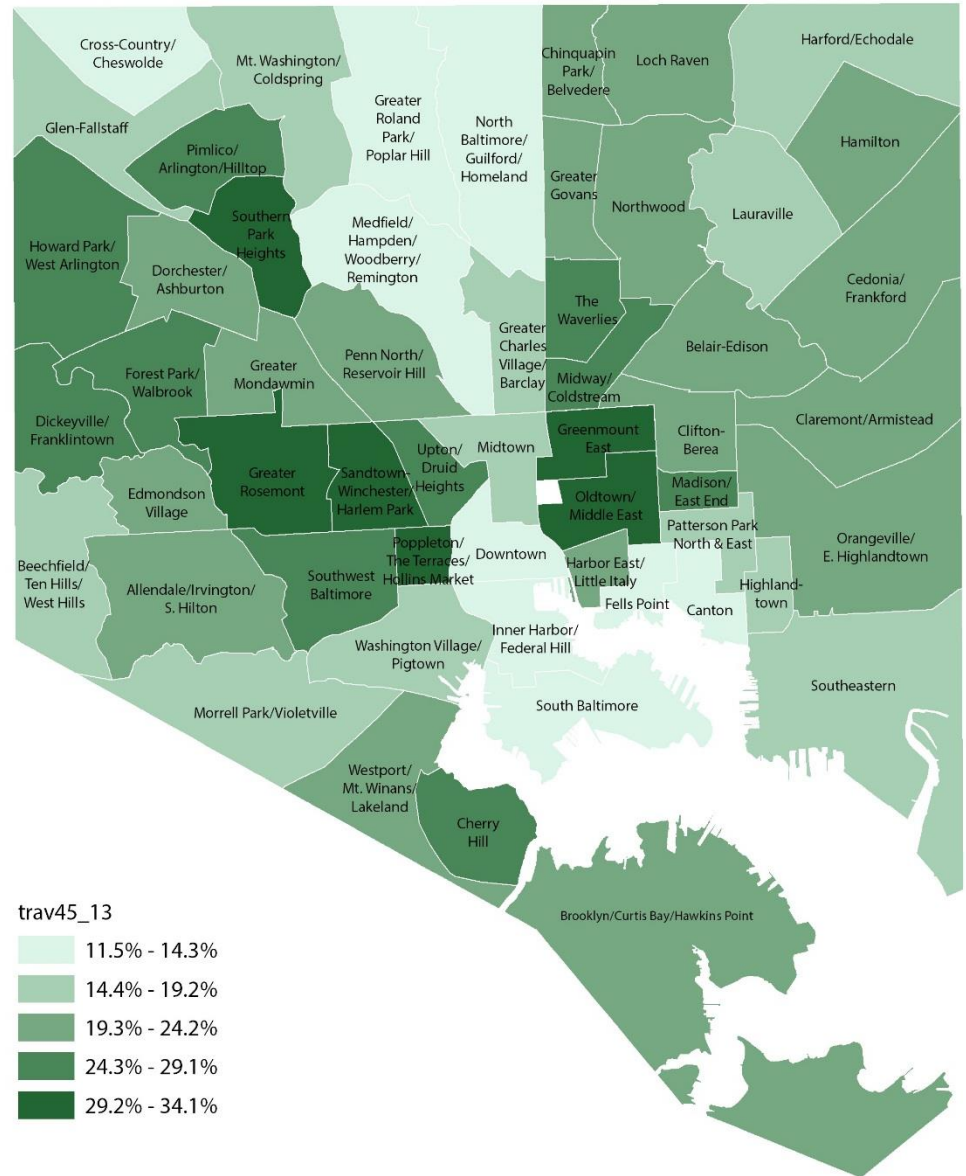 Cross-Country/
Cheswolde
Mt. Washington/
Coldspring
Greater
Roland
Park/
Poplar Hill
North
Baltimore/
Guilford/
Homeland
Chinquapin
Park/
Belvedere
Loch Raven
Harford/Echodale
Glen-Fallstaff
Pimlico/
Arlington/Hilltop
Hamilton
Greater
Govans
Northwood
Lauraville
Southern
Park
Heights
Medfield/
Hampden/
Woodberry/
Remington
Howard Park/
West Arlington
Dorchester/
Ashburton
Cedonia/
Frankford
The
Waverlies
Greater
Charles
Village/
Barclay
Belair-Edison
Penn North/
Reservoir Hill
Greater
Mondawmin
Forest Park/
Walbrook
Midway/
Coldstream
Dickeyville/
Franklintown
Claremont/Armistead
Greenmount
East
Clifton-
Berea
Midtown
Upton/
Druid
Heights
Greater
Rosemont
Sandtown-
Winchester/
Harlem Park
Madison/
East End
Edmondson
Village
Oldtown/
Middle East
Patterson Park
North & East
Orangeville/
E. Highlandtown
Poppleton/
The Terraces/
Hollins Market
Downtown
Harbor East/
Little Italy
Beechfield/
Ten Hills/
West Hills
Allendale/Irvington/
S. Hilton
Southwest
Baltimore
Highland-
town
Fells Point
Canton
Inner Harbor/
Federal Hill
Washington Village/
Pigtown
Southeastern
South Baltimore
Morrell Park/Violetville
Westport/
Mt. Winans/
Lakeland
Cherry
Hill
Brooklyn/Curtis Bay/Hawkins Point
trav45_13
11.5% - 14.3%
14.4% - 19.2%
19.3% - 24.2%
24.3% - 29.1%
29.2% - 34.1%